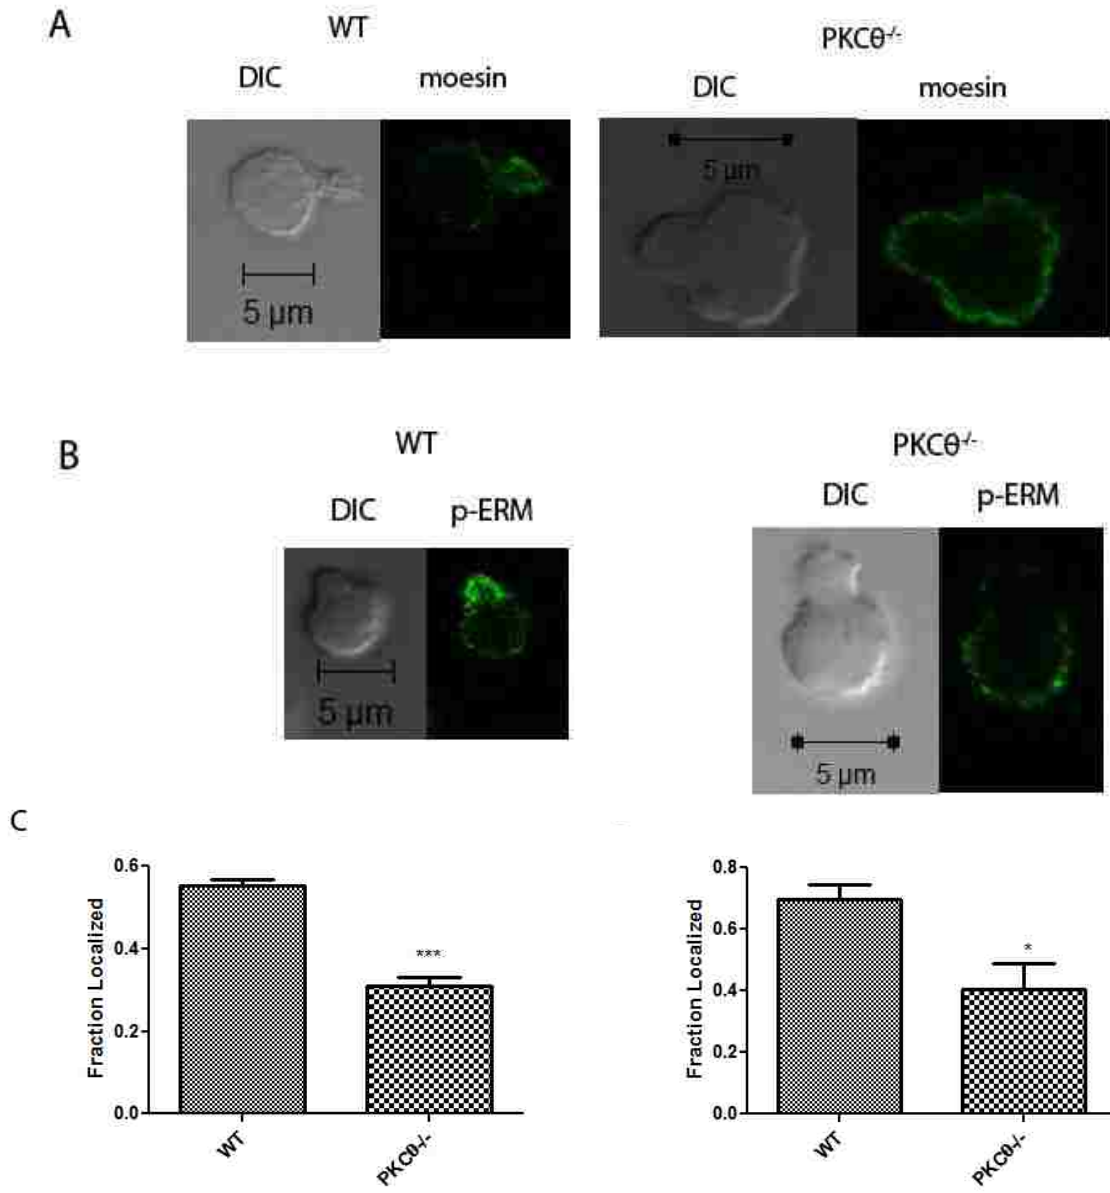 A
WT
PKCθ-/-
DIC
moesin
DIC
moesin
5 μm
5 μm
B
WT
PKCθ-/-
DIC
p-ERM
DIC
p-ERM
5 μm
5 μm
C
Fraction Localized
0.6
0.4
0.2
0.0
***
WT
PKCθ-/-
Fraction Localized
0.8
0.6
0.4
0.2
0.0
*
WT
PKCθ-/-